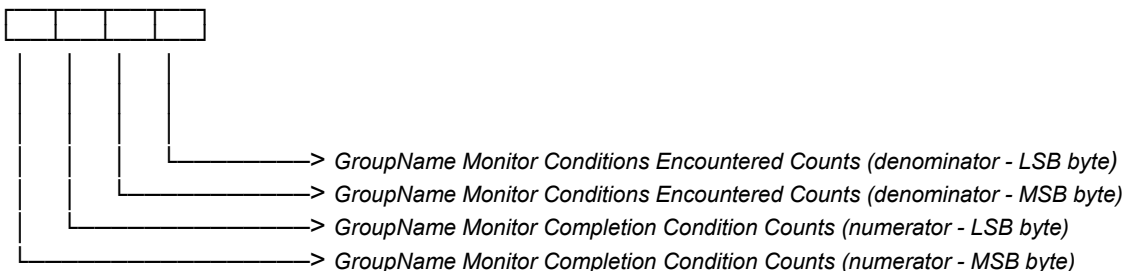 > GroupName Monitor Conditions Encountered Counts (denominator - LSB byte)
> GroupName Monitor Conditions Encountered Counts (denominator - MSB byte)
> GroupName Monitor Completion Condition Counts (numerator - LSB byte)
> GroupName Monitor Completion Condition Counts (numerator - MSB byte)